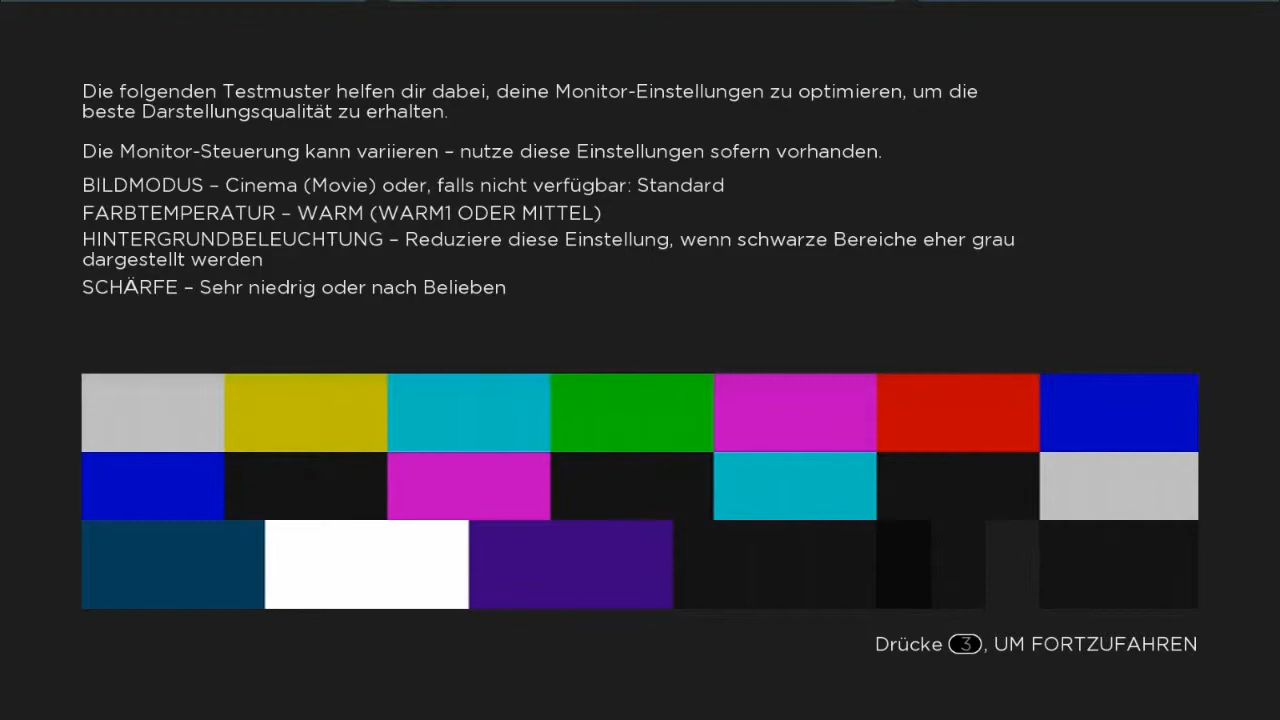 Die folgenden Testmuster helfen dir dabei, deine Monitor-Einstellungen zu optimieren, um die
beste Darstellungsqualität zu erhalten.
Die Monitor-Steuerung kann variieren – nutze diese Einstellungen sofern vorhanden.
BILDMODUS – Cinema (Movie) oder, falls nicht verfügbar: Standard
FARBTEMPERATUR – WARM (WARM1 ODER MITTEL)
HINTERGRUNDBELEUCHTUNG – Reduziere diese Einstellung, wenn schwarze Bereiche eher grau
dargestellt werden
SCHÄRFE – Sehr niedrig oder nach Belieben
Drücke 3, UM FORTZUFAHREN